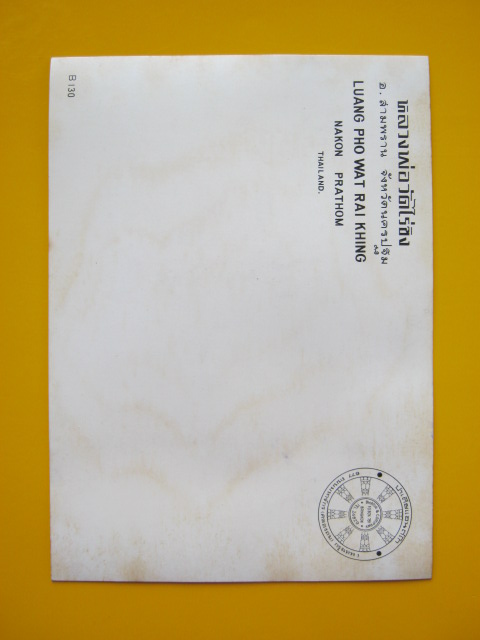 หลวงพ่อวัดไร่ขิง
อ. สามพราน จังหวัดนครปฐม
LUANG PHO WAT RAI KHING
NAKON PRATHOM
THAILAND.
B 130